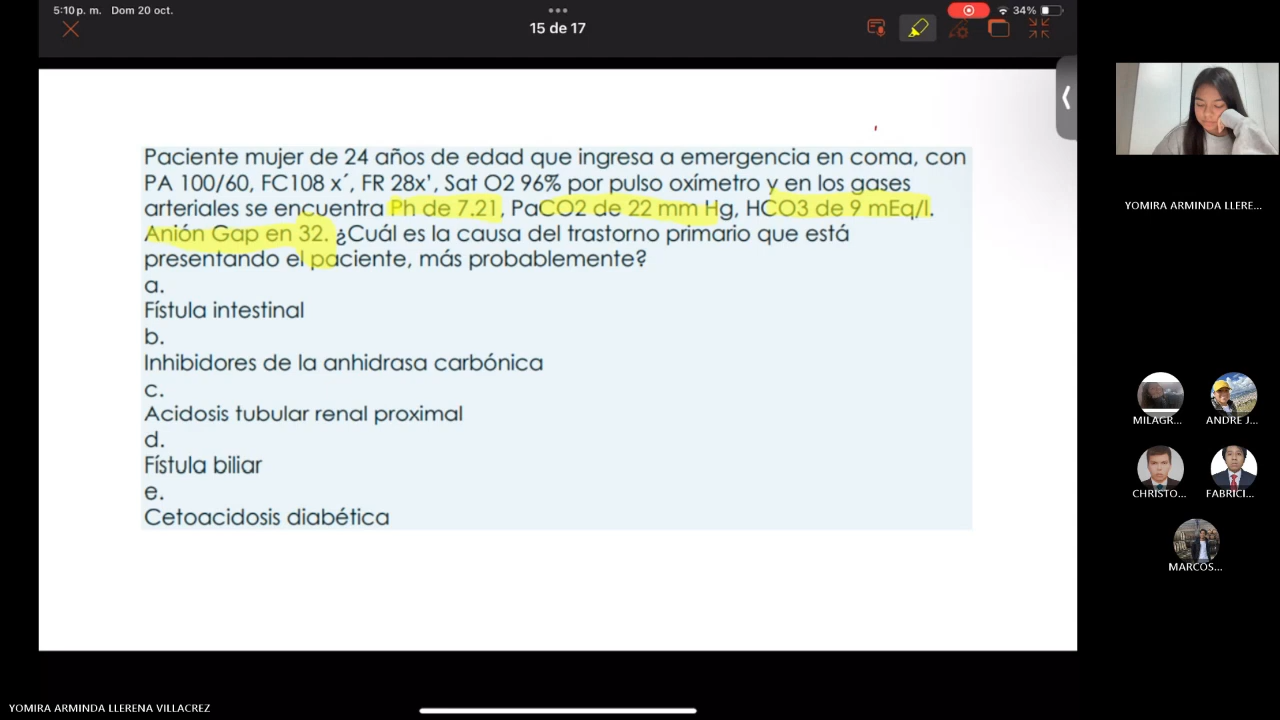 5:10 p. m. Dom 20 oct.
34%
15 de 17
Paciente mujer de 24 años de edad que ingresa a emergencia en coma, con
PA 100/60, FC108 x´, FR 28x', Sat O2 96% por pulso oxímetro y en los gases
arteriales se encuentra Ph de 7.21, PaCO2 de 22 mm Hg, HCO3 de 9 mEq/l.
Anión Gap en 32. ¿Cuál es la causa del trastorno primario que está
presentando el paciente, más probablemente?
a.
Fístula intestinal
b.
Inhibidores de la anhidrasa carbónica
c.
Acidosis tubular renal proximal
d.
Fístula biliar
e.
Cetoacidosis diabética
YOMIRA ARMINDA LLERE...
MILAGR... ANDRE J...
CHRISTO... FABRICI...
MARCOS...
YOMIRA ARMINDA LLERENA VILLACREZ